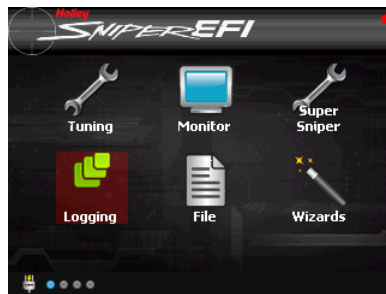 Holley
SNIPER EFI
Tuning
Monitor
Super
Sniper
Logging
File
Wizards